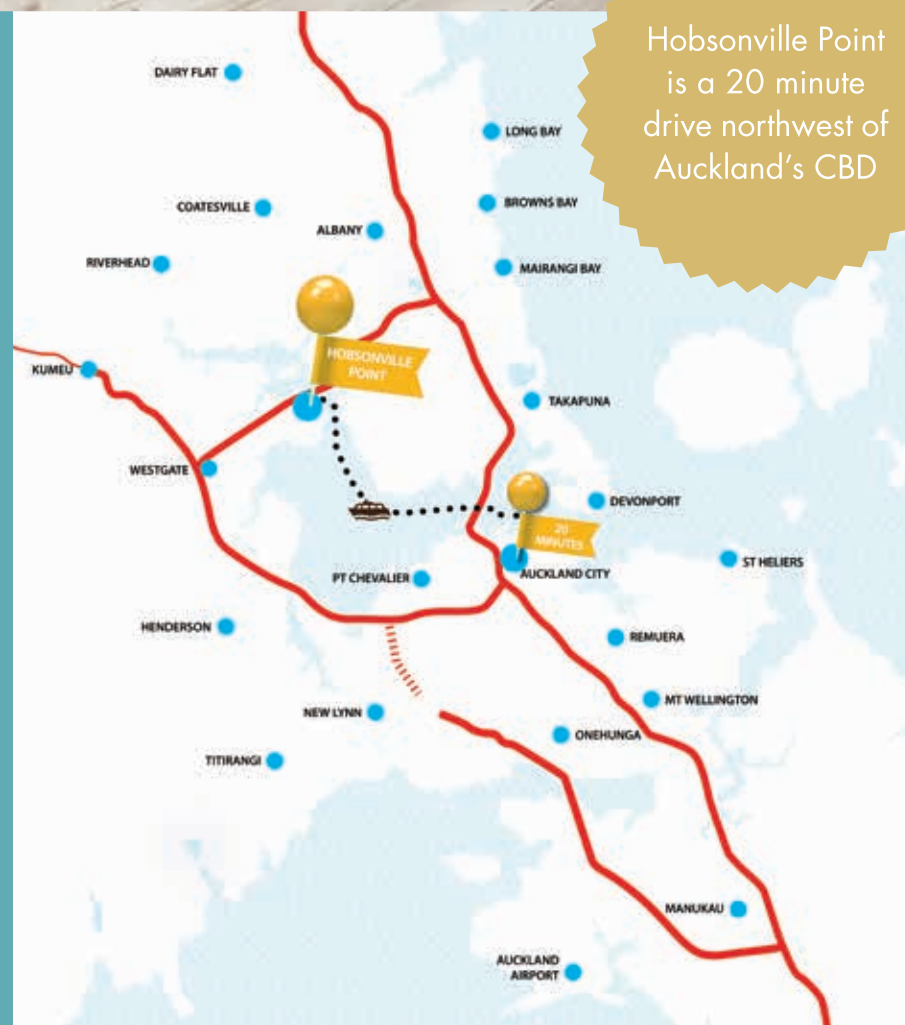 Hobsonville Point
is a 20 minute
drive northwest of
Auckland's CBD
DAIRY FLAT
LONG BAY
COATESVILLE
BROWNS BAY
ALBANY
RIVERHEAD
MAIRANGI BAY
HOBSONVILLE
POINT
KUMEU
TAKAPUNA
WESTGATE
DEVONPORT
20
MINUTES
ST HELIERS
AUCKLAND CITY
PT CHEVALIER
HENDERSON
REMUERA
MT WELLINGTON
NEW LYNN
ONEHUNGA
TITIRANGI
MANUKAU
AUCKLAND
AIRPORT